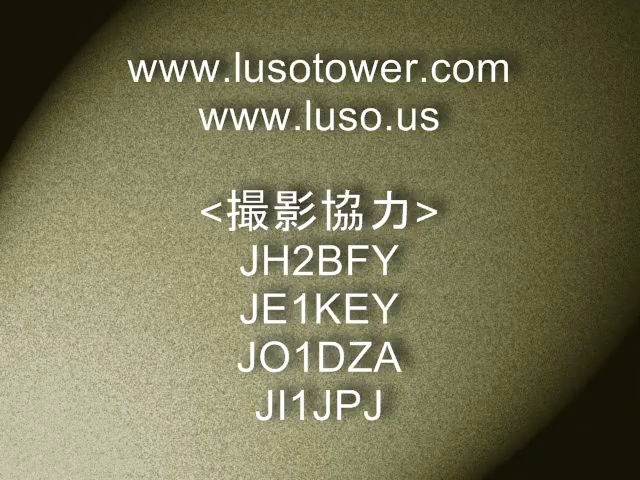 www.lusotower.com
www.luso.us
<撮影協力>
JH2BFY
JE1KEY
JO1DZA
JI1JPJ